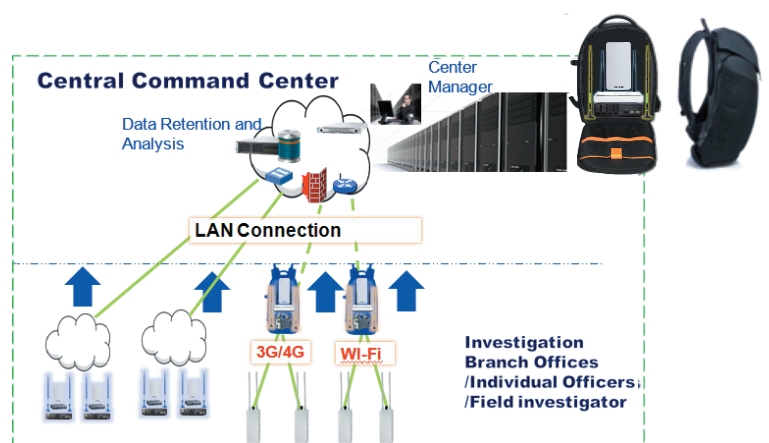 Central Command Center
Center
Manager
Data Retention and
Analysis
LAN Connection
3G/4G
WI-Fi
Investigation
Branch Offices
/Individual Officers
/Field investigator